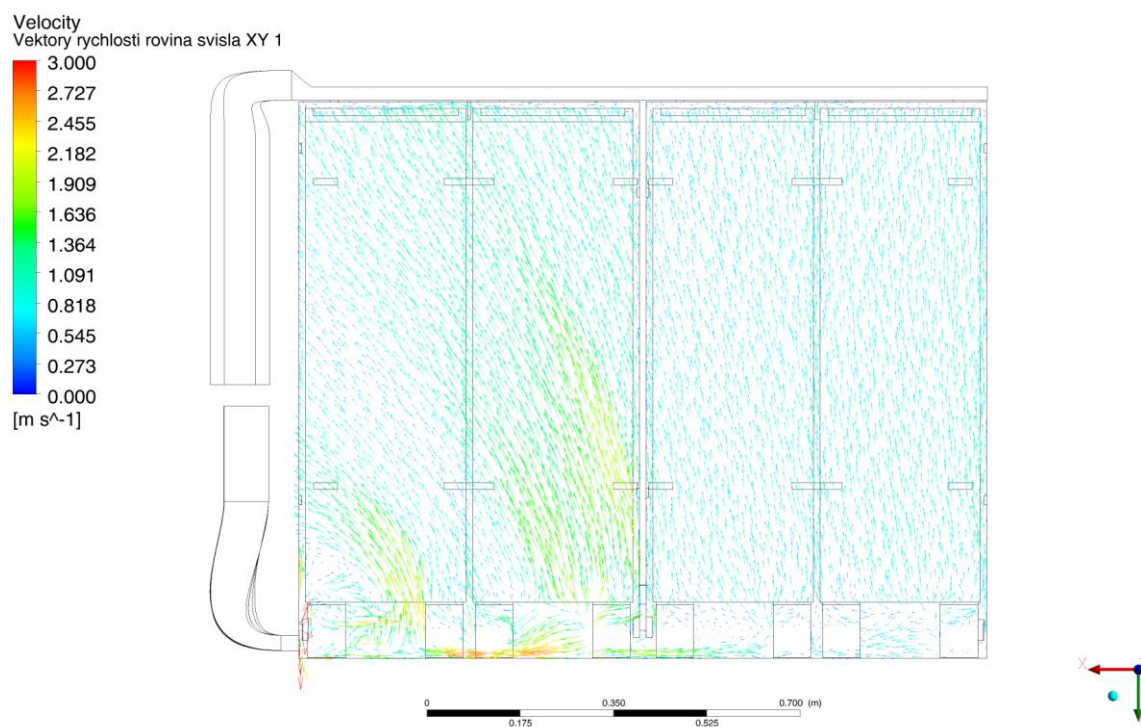 Velocity
Vektory rychlosti rovina svisla XY 1
3.000
2.727
2.455
2.182
1.909
1.636
1.364
1.091
0.818
0.545
0.273
0.000
[m s^-1]
X
0 0.350 0.700 (m)
0.175 0.525